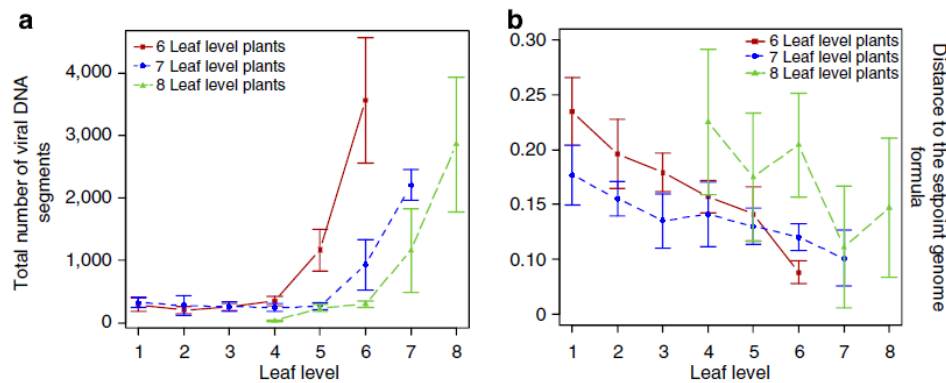 a
Total number of viral DNA
segments
4,000
3,000
2,000
1,000
0
6 Leaf level plants
7 Leaf level plants
8 Leaf level plants
1 2 3 4 5 6 7 8
Leaf level
b
0.30
0.25
0.20
0.15
0.10
0
6 Leaf level plants
7 Leaf level plants
8 Leaf level plants
1 2 3 4 5 6 7 8
Leaf level
Distance to the setpoint genome
formula